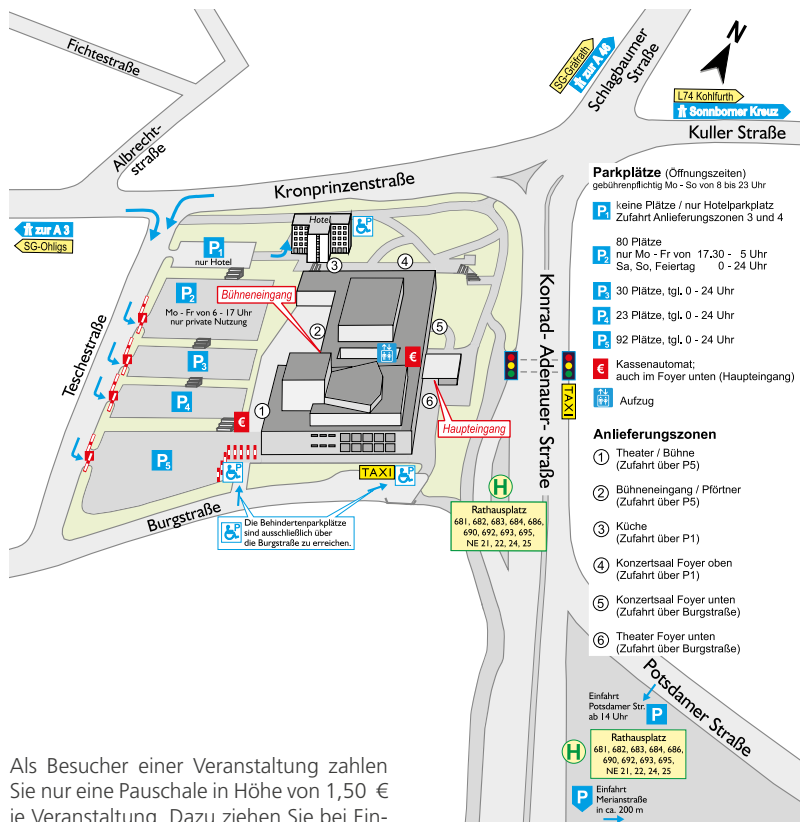 Fichtestraße
Albrecht-
straße
SG-Gräfrath
zur A 46
Schlagbaumer
Straße
N
L74 Kohlfurth
Sonnborner Kreuz
Kuller Straße
Kronprinzenstraße
zur A 3
SG-Ohligs
Teschestraße
Hotel
P
P1
nur Hotel
3
4
Bühneneingang
P2
Mo - Fr von 6 - 17 Uhr
nur private Nutzung
2
5
P3
€
P4
6
€
1
Haupteingang
P5
P
TAXI
P
Burgstraße
P
Die Behindertenparkplätze
sind ausschließlich über
die Burgstraße zu erreichen.
Konrad- Adenauer- Straße
TAXI
H
Rathausplatz
681, 682, 683, 684, 686,
690, 692, 693, 695,
NE 21, 22, 24, 25
Parkplätze (Öffnungszeiten)
gebührenpflichtig Mo - So von 8 bis 23 Uhr
P1 keine Plätze / nur Hotelparkplatz
Zufahrt Anlieferungszonen 3 und 4
P2 80 Plätze
nur Mo - Fr von 17.30 - 5 Uhr
Sa, So, Feiertag 0 - 24 Uhr
P3 30 Plätze, tgl. 0 - 24 Uhr
P4 23 Plätze, tgl. 0 - 24 Uhr
P5 92 Plätze, tgl. 0 - 24 Uhr
€ Kassenautomat;
auch im Foyer unten (Haupteingang)
Aufzug
Anlieferungszonen
1 Theater / Bühne
(Zufahrt über P5)
2 Bühneneingang / Pförtner
(Zufahrt über P5)
3 Küche
(Zufahrt über P1)
4 Konzertsaal Foyer oben
(Zufahrt über P1)
5 Konzertsaal Foyer unten
(Zufahrt über Burgstraße)
6 Theater Foyer unten
(Zufahrt über Burgstraße)
Potsdamer Straße
Einfahrt
Potsdamer Str.
ab 14 Uhr
P
H
Rathausplatz
681, 682, 683, 684, 686,
690, 692, 693, 695,
NE 21, 22, 24, 25
P
Einfahrt
Merianstraße
in ca. 200 m
Als Besucher einer Veranstaltung zahlen
Sie nur eine Pauschale in Höhe von 1,50 €
je Veranstaltung. Dazu ziehen Sie bei Ein-